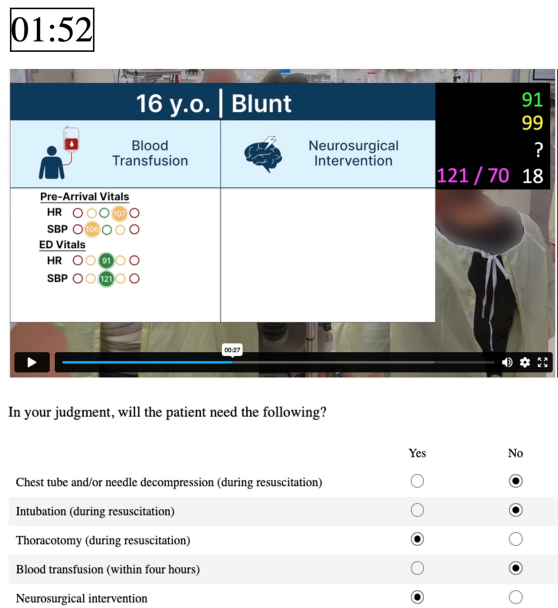 01:52
16 y.o. | Blunt
91
99
?
121 / 70 18
Blood
Transfusion
Neurosurgical
Intervention
Pre-Arrival Vitals
HR 107
SBP 106
ED Vitals
HR 91
SBP 121
00:27
In your judgment, will the patient need the following?
Yes No
Chest tube and/or needle decompression (during resuscitation)
Intubation (during resuscitation)
Thoracotomy (during resuscitation)
Blood transfusion (within four hours)
Neurosurgical intervention